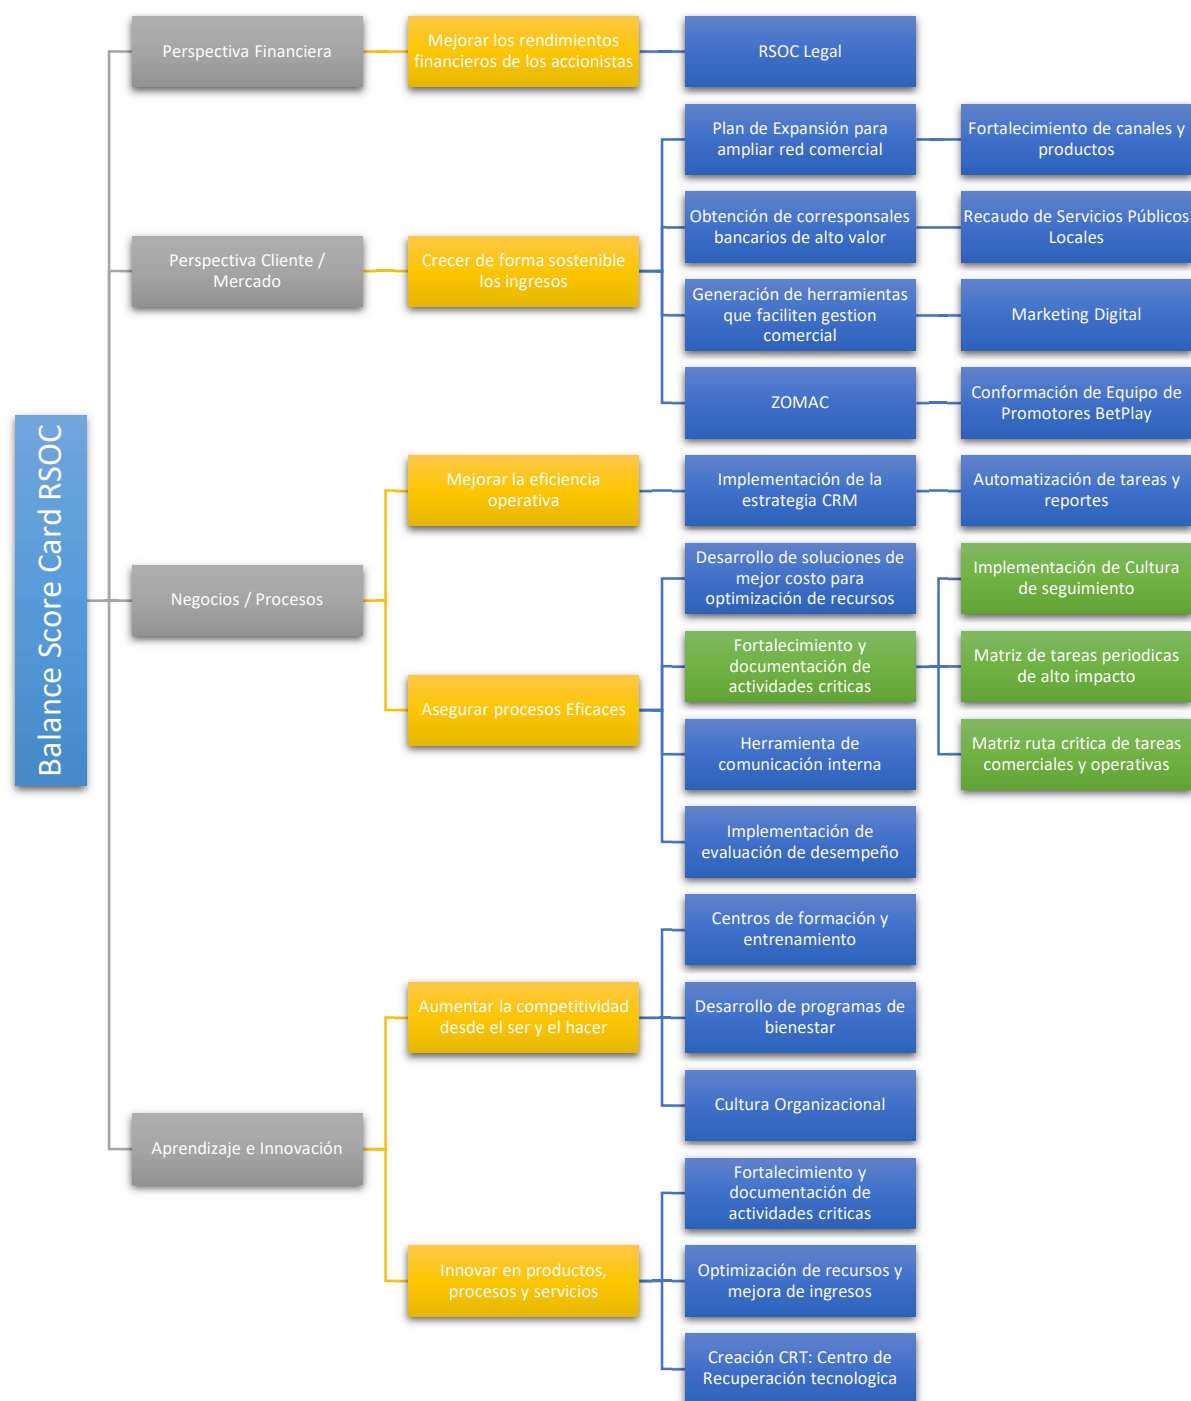 Balance Score Card RSOC
Perspectiva Financiera
Mejorar los rendimientos
financieros de los accionistas
RSOC Legal
Perspectiva Cliente /
Mercado
Crecer de forma sostenible
los ingresos
Plan de Expansión para
ampliar red comercial
Fortalecimiento de canales y
productos
Obtención de corresponsales
bancarios de alto valor
Recaudo de Servicios Públicos
Locales
Generación de herramientas
que faciliten gestion
comercial
Marketing Digital
ZOMAC
Conformación de Equipo de
Promotores BetPlay
Negocios / Procesos
Mejorar la eficiencia
operativa
Implementación de la
estrategia CRM
Automatización de tareas y
reportes
Asegurar procesos Eficaces
Desarrollo de soluciones de
mejor costo para
optimización de recursos
Fortalecimiento y
documentación de
actividades criticas
Implementación de Cultura
de seguimiento
Matriz de tareas periodicas
de alto impacto
Matriz ruta critica de tareas
comerciales y operativas
Herramienta de
comunicación interna
Implementación de
evaluación de desempeño
Aprendizaje e Innovación
Aumentar la competitividad
desde el ser y el hacer
Centros de formación y
entrenamiento
Desarrollo de programas de
bienestar
Cultura Organizacional
Innovar en productos,
procesos y servicios
Fortalecimiento y
documentación de
actividades criticas
Optimización de recursos y
mejora de ingresos
Creación CRT: Centro de
Recuperación tecnologica